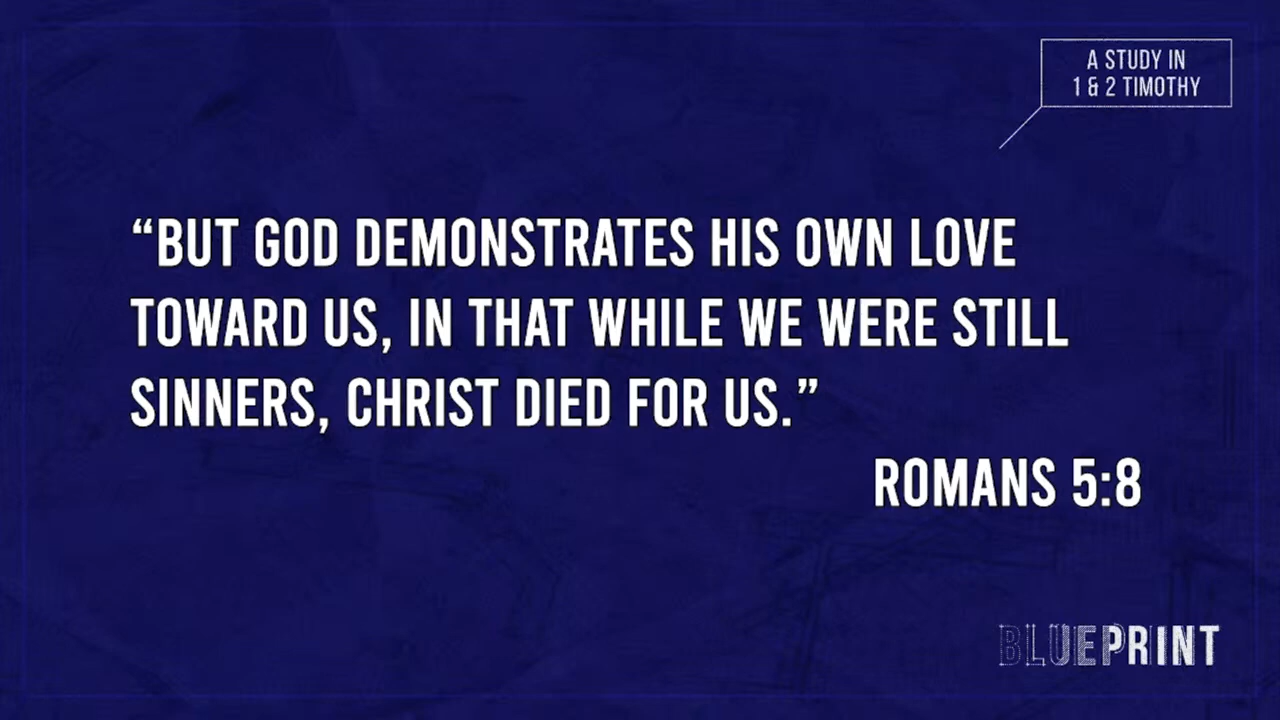 A STUDY IN
1 & 2 TIMOTHY
“BUT GOD DEMONSTRATES HIS OWN LOVE
TOWARD US, IN THAT WHILE WE WERE STILL
SINNERS, CHRIST DIED FOR US.”
ROMANS 5:8
BLUEPRINT